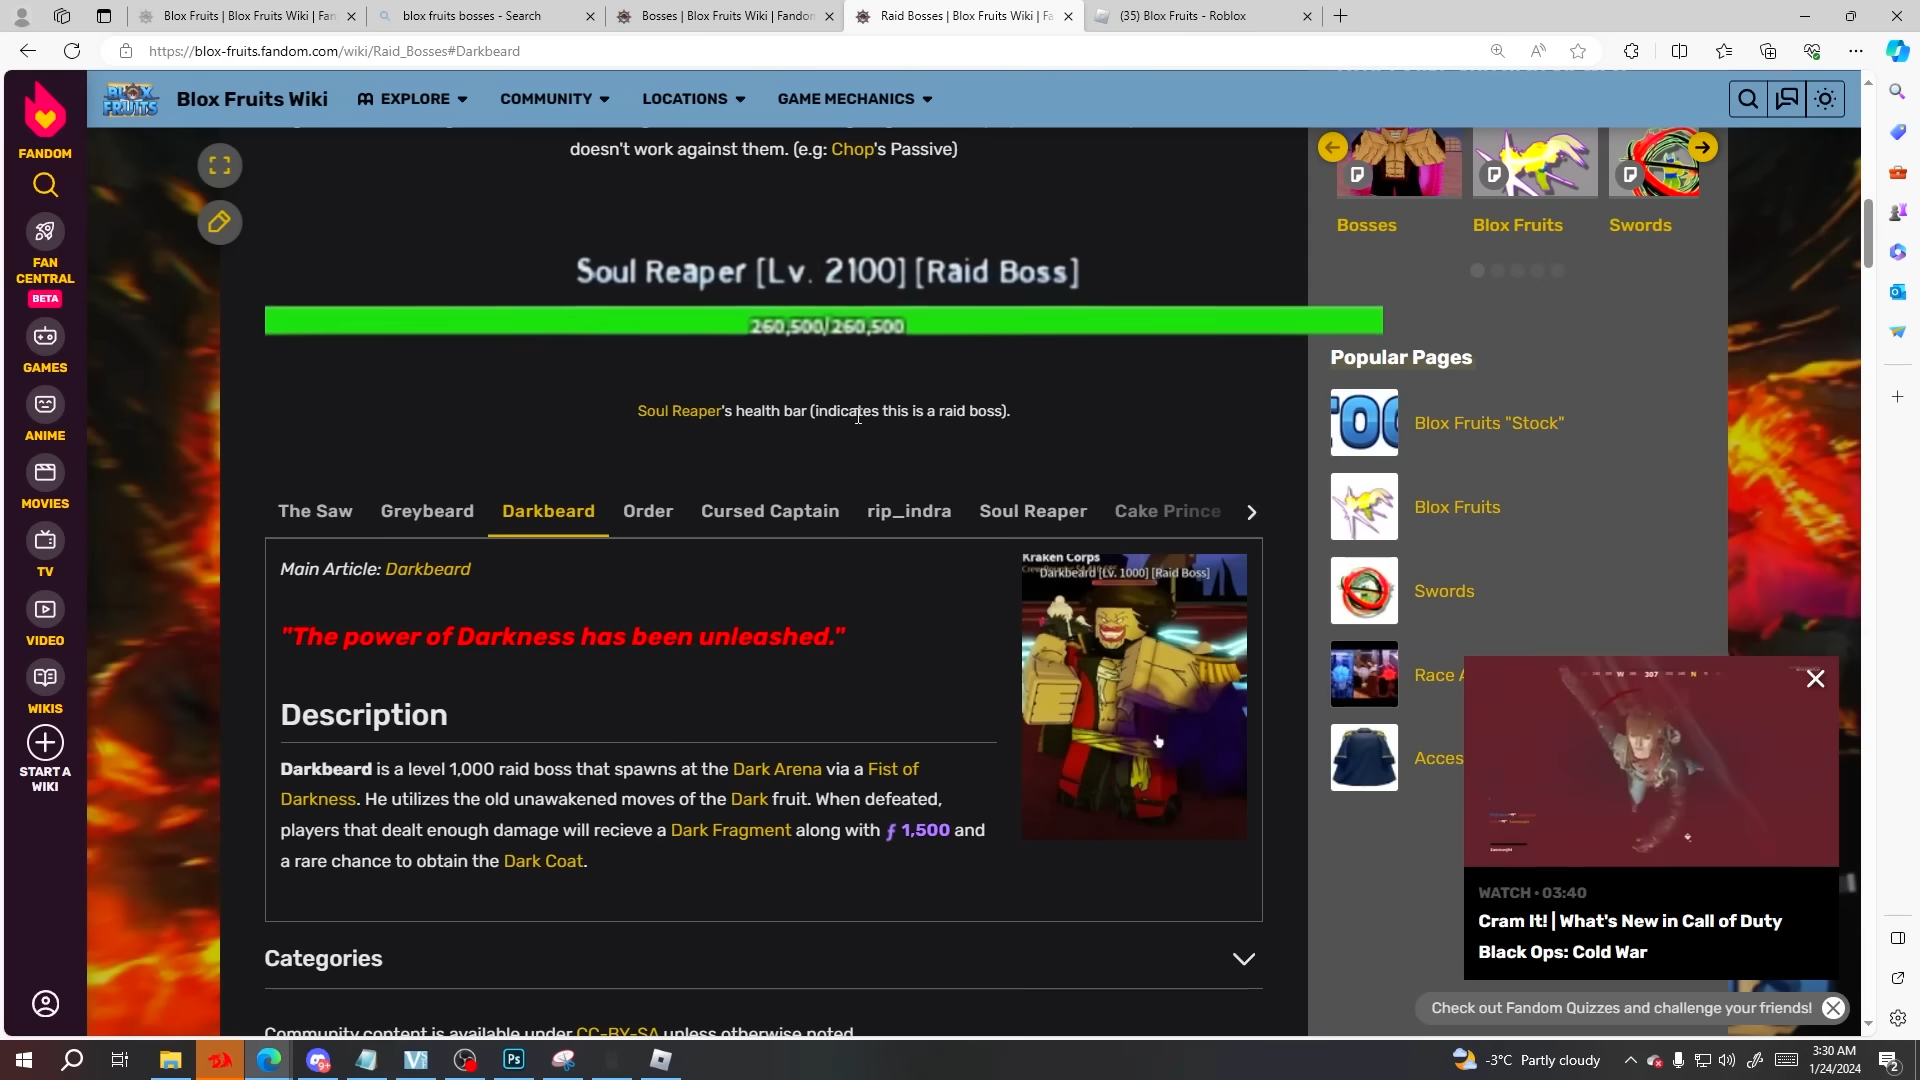 Blox Fruits | Blox Fruits Wiki | Fan
blox fruits bosses - Search
Bosses | Blox Fruits Wiki | Fandom
Raid Bosses | Blox Fruits Wiki | Fa
(35) Blox Fruits - Roblox
https://blox-fruits.fandom.com/wiki/Raid_Bosses#Darkbeard
BLOX FRUITS
Blox Fruits Wiki
EXPLORE
COMMUNITY
LOCATIONS
GAME MECHANICS
FANDOM
FAN CENTRAL
BETA
GAMES
ANIME
MOVIES
TV
VIDEO
WIKIS
START A WIKI
doesn't work against them. (e.g: Chop's Passive)
Soul Reaper [Lv. 2100] [Raid Boss]
260,500/260,500
Soul Reaper's health bar (indicates this is a raid boss).
The Saw
Greybeard
Darkbeard
Order
Cursed Captain
rip_indra
Soul Reaper
Cake Prince
Main Article: Darkbeard
"The power of Darkness has been unleashed."
Description
Darkbeard is a level 1,000 raid boss that spawns at the Dark Arena via a Fist of
Darkness. He utilizes the old unawakened moves of the Dark fruit. When defeated,
players that dealt enough damage will recieve a Dark Fragment along with ƒ 1,500 and
a rare chance to obtain the Dark Coat.
Kraken Corps
Darkbeard [Lv. 1000] [Raid Boss]
Categories
Community content is available under CC-BY-SA unless otherwise noted.
Bosses
Blox Fruits
Swords
Popular Pages
Blox Fruits "Stock"
Blox Fruits
Swords
Race A
Acces
W
307
N
WATCH • 03:40
Cram It! | What's New in Call of Duty
Black Ops: Cold War
Check out Fandom Quizzes and challenge your friends!
-3°C Partly cloudy
3:30 AM
1/24/2024